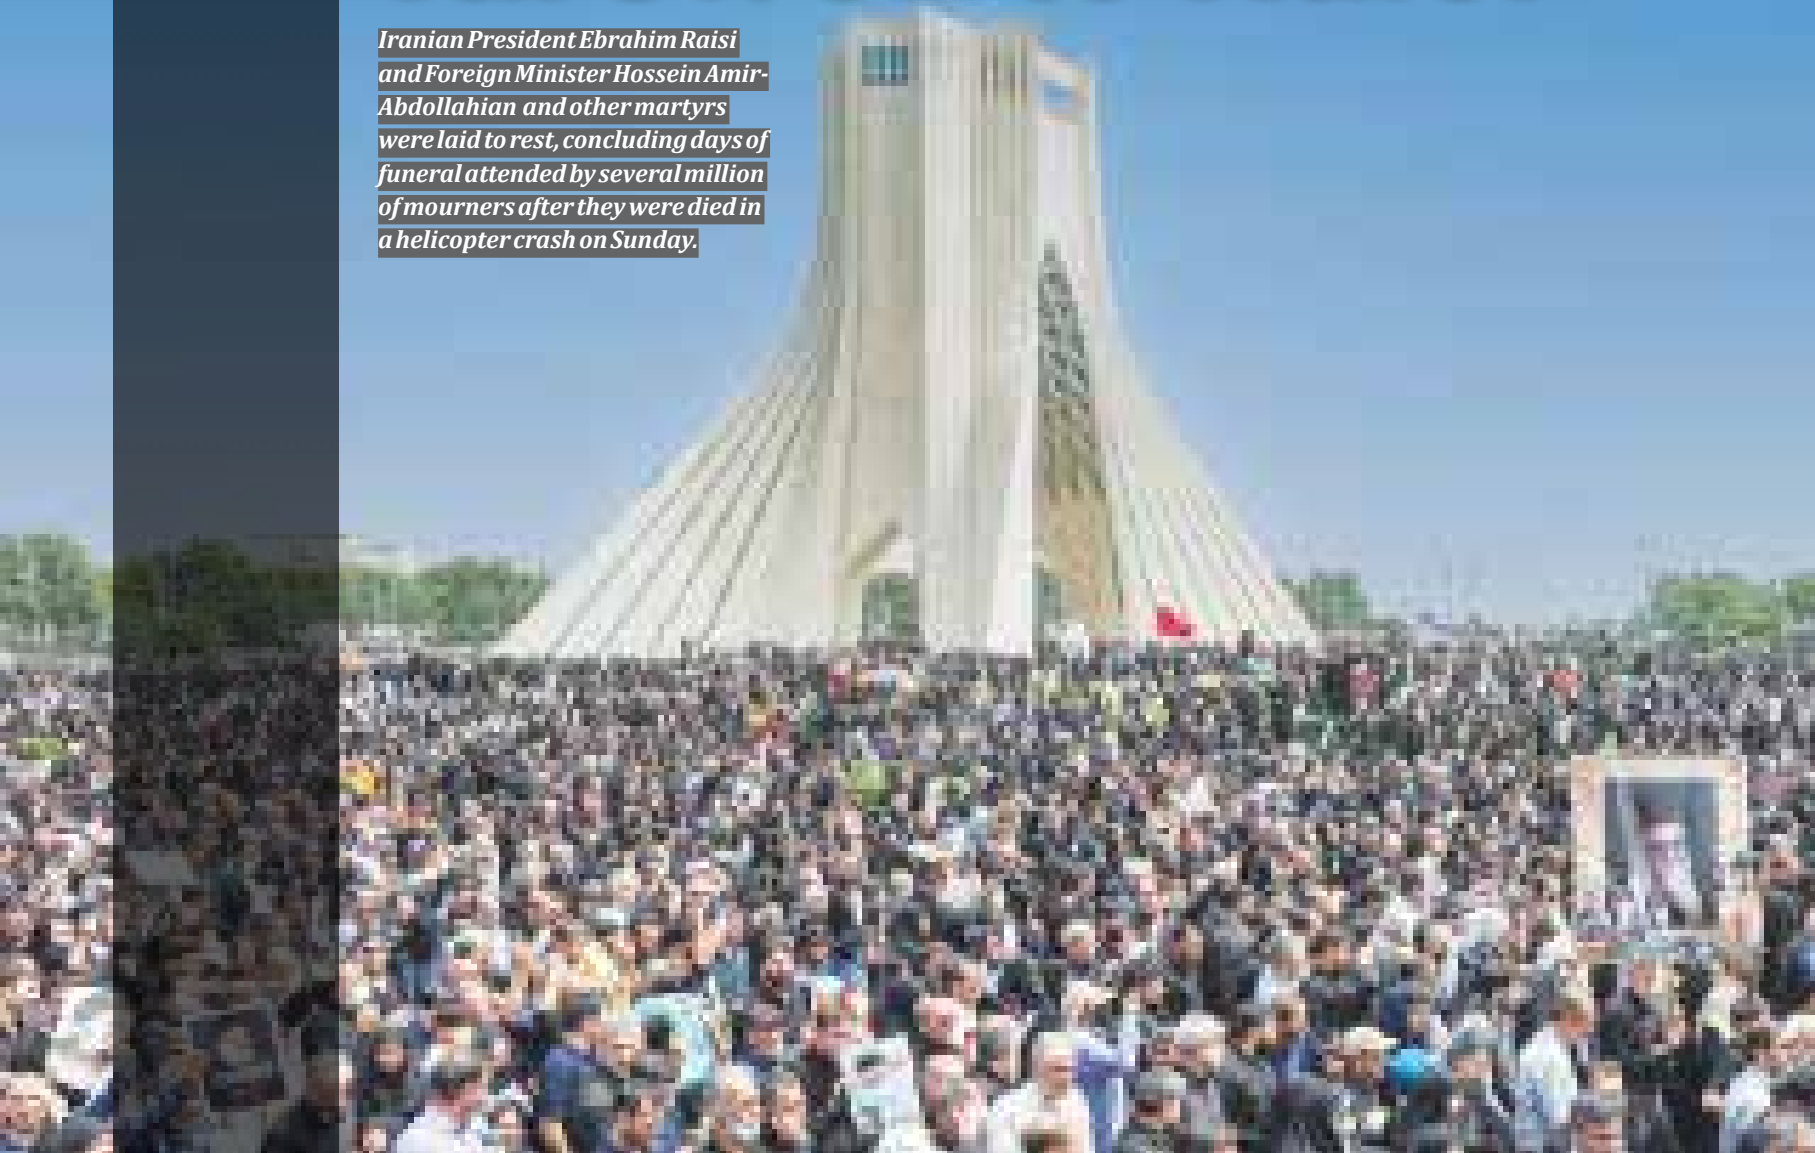 Iranian President Ebrahim Raisi
and Foreign Minister Hossein Amir-
Abdollahian and other martyrs
were laid to rest, concluding days of
funeral attended by several million
of mourners after they were died in
a helicopter crash on Sunday.